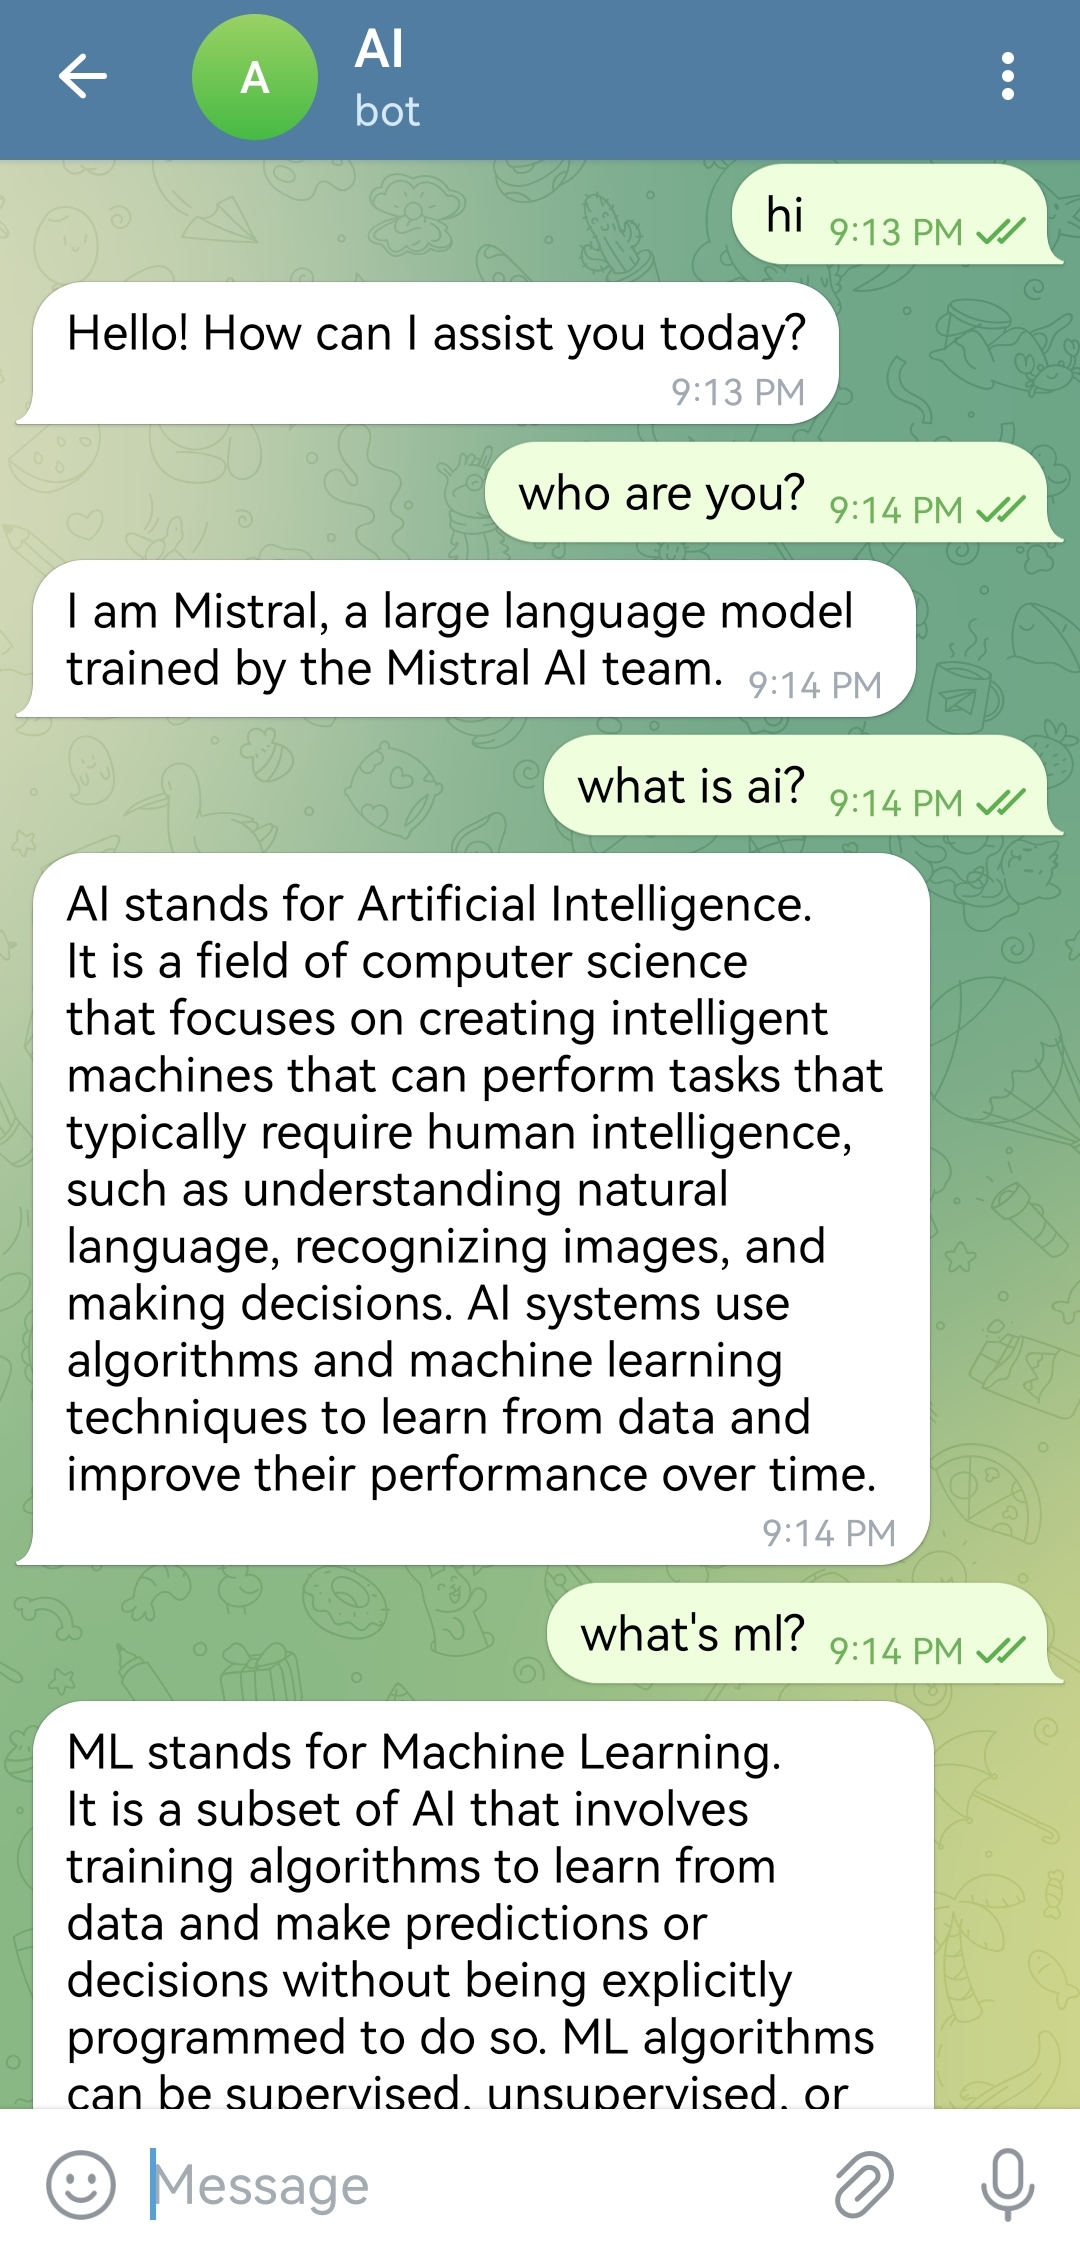 A
AI
bot
hi 9:13 PM
Hello! How can I assist you today?
9:13 PM
who are you? 9:14 PM
I am Mistral, a large language model
trained by the Mistral AI team. 9:14 PM
what is ai? 9:14 PM
AI stands for Artificial Intelligence.
It is a field of computer science
that focuses on creating intelligent
machines that can perform tasks that
typically require human intelligence,
such as understanding natural
language, recognizing images, and
making decisions. AI systems use
algorithms and machine learning
techniques to learn from data and
improve their performance over time.
9:14 PM
what's ml? 9:14 PM
ML stands for Machine Learning.
It is a subset of AI that involves
training algorithms to learn from
data and make predictions or
decisions without being explicitly
programmed to do so. ML algorithms
can be supervised, unsupervised, or
Message